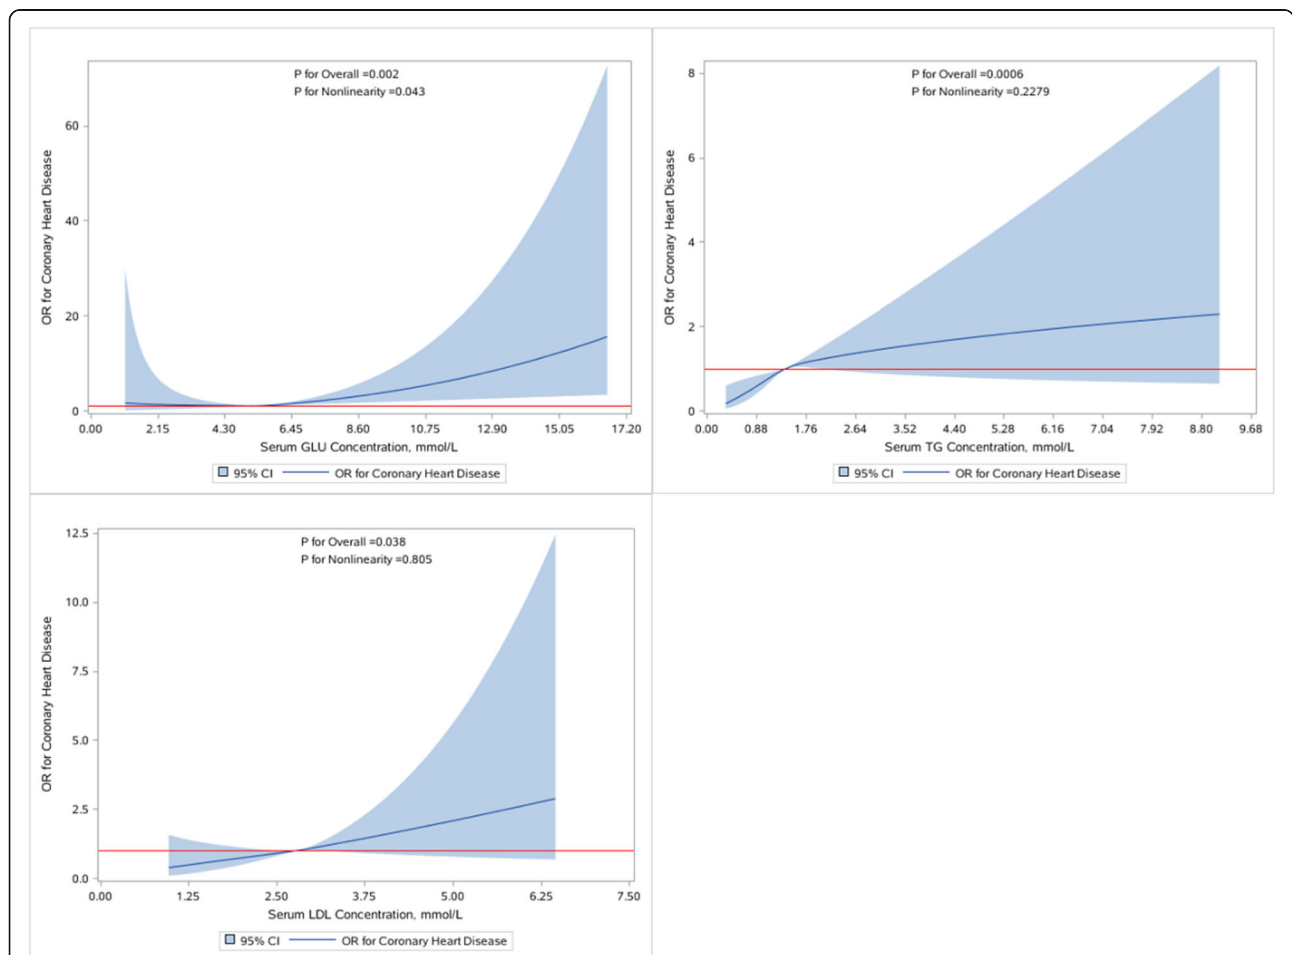 P for Overall =0.002
P for Nonlinearity =0.043
OR for Coronary Heart Disease
60
40
20
0
0.00 2.15 4.30 6.45 8.60 10.75 12.90 15.05 17.20
Serum GLU Concentration, mmol/L
95% CI OR for Coronary Heart Disease
P for Overall =0.0006
P for Nonlinearity =0.2279
OR for Coronary Heart Disease
8
6
4
2
0
0.00 0.88 1.76 2.64 3.52 4.40 5.28 6.16 7.04 7.92 8.80 9.68
Serum TG Concentration, mmol/L
95% CI OR for Coronary Heart Disease
P for Overall =0.038
P for Nonlinearity =0.805
OR for Coronary Heart Disease
12.5
10.0
7.5
5.0
2.5
0.0
0.00 1.25 2.50 3.75 5.00 6.25 7.50
Serum LDL Concentration, mmol/L
95% CI OR for Coronary Heart Disease